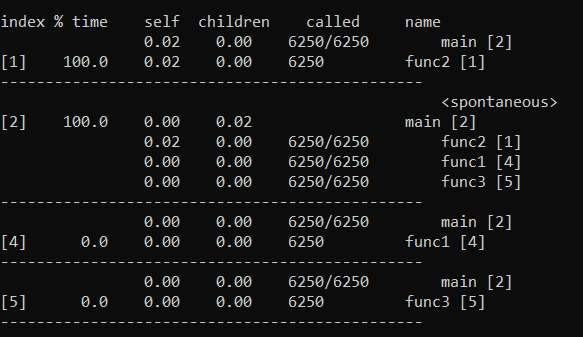 index % time    self  children    called     name
                0.02    0.00    6250/6250        main [2]
[1]    100.0    0.02    0.00    6250         func2 [1]
-----------------------------------------------
                                                 <spontaneous>
[2]    100.0    0.00    0.02                 main [2]
                0.02    0.00    6250/6250        func2 [1]
                0.00    0.00    6250/6250        func1 [4]
                0.00    0.00    6250/6250        func3 [5]
-----------------------------------------------
                0.00    0.00    6250/6250        main [2]
[4]      0.0    0.00    0.00    6250         func1 [4]
-----------------------------------------------
                0.00    0.00    6250/6250        main [2]
[5]      0.0    0.00    0.00    6250         func3 [5]
-----------------------------------------------